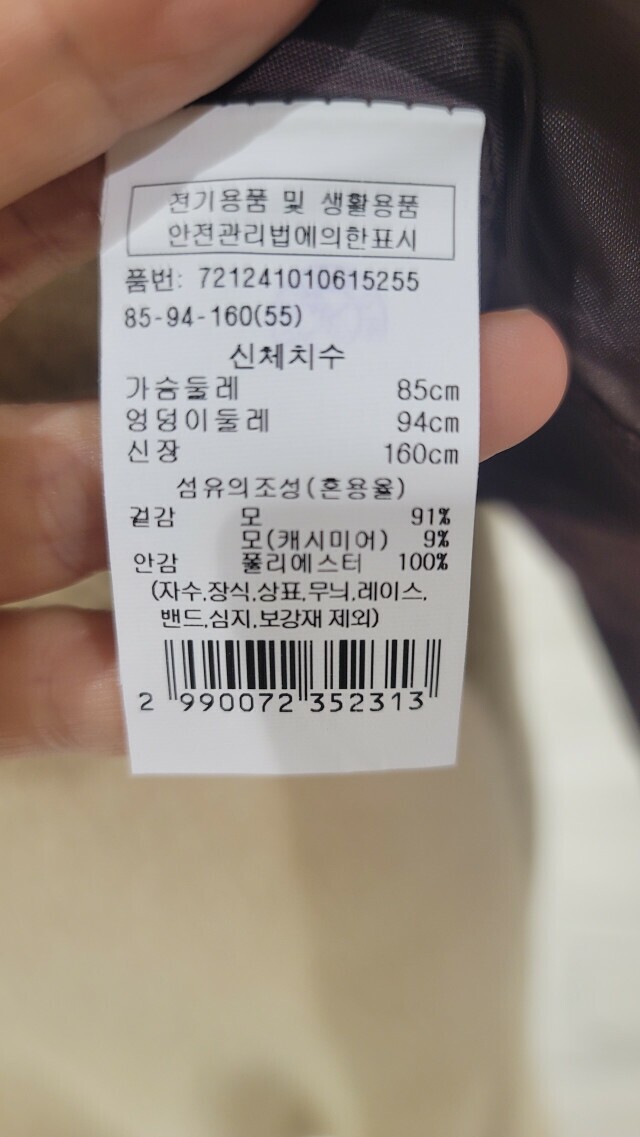 전기용품 및 생활용품
안전관리법에의한표시
품번: 721241010615255
85-94-160(55)
신체치수
가슴둘레 85cm
엉덩이둘레 94cm
신장 160cm
섬유의조성(혼용율)
겉감 모 91%
모(캐시미어) 9%
안감 폴리에스터 100%
(자수,장식,상표,무늬,레이스,
밴드,심지,보강재 제외)
2 990072 352313